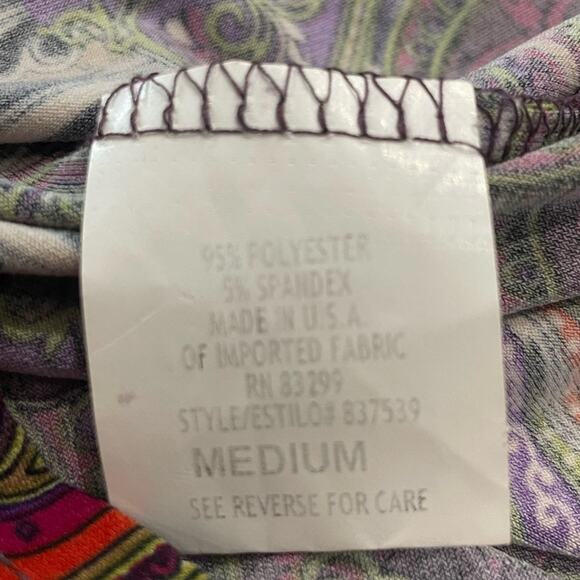 95% POLYESTER
5% SPANDEX
MADE IN U.S.A.
OF IMPORTED FABRIC
RN 83299
STYLE/ESTILO# 837539
MEDIUM
SEE REVERSE FOR CARE